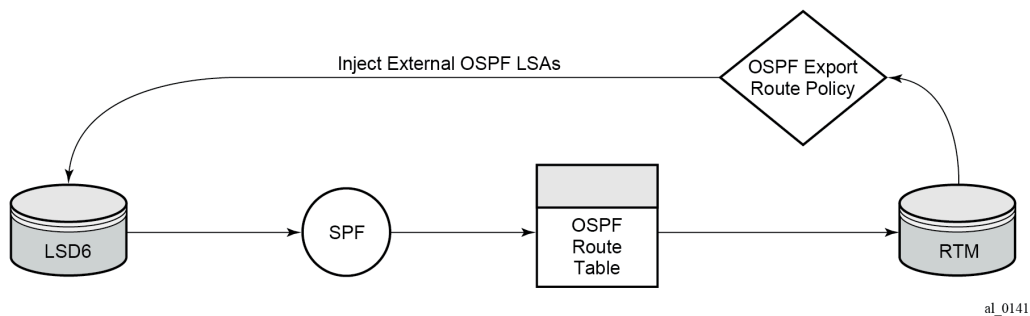 Inject External OSPF LSAs
OSPF Export
Route Policy
LSD6
SPF
OSPF
Route
Table
RTM
al_0141